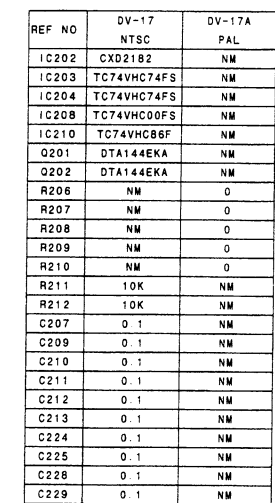 REF NO DV-17 NTSC DV-17A PAL
IC202 CXD2182 NM
IC203 TC74VHC74FS NM
IC204 TC74VHC74FS NM
IC208 TC74VHC00FS NM
IC210 TC74VHC86F NM
Q201 DTA144EKA NM
Q202 DTA144EKA NM
R206 NM 0
R207 NM 0
R208 NM 0
R209 NM 0
R210 NM 0
R211 10K NM
R212 10K NM
C207 0.1 NM
C209 0.1 NM
C210 0.1 NM
C211 0.1 NM
C212 0.1 NM
C213 0.1 NM
C224 0.1 NM
C225 0.1 NM
C228 0.1 NM
C229 0.1 NM